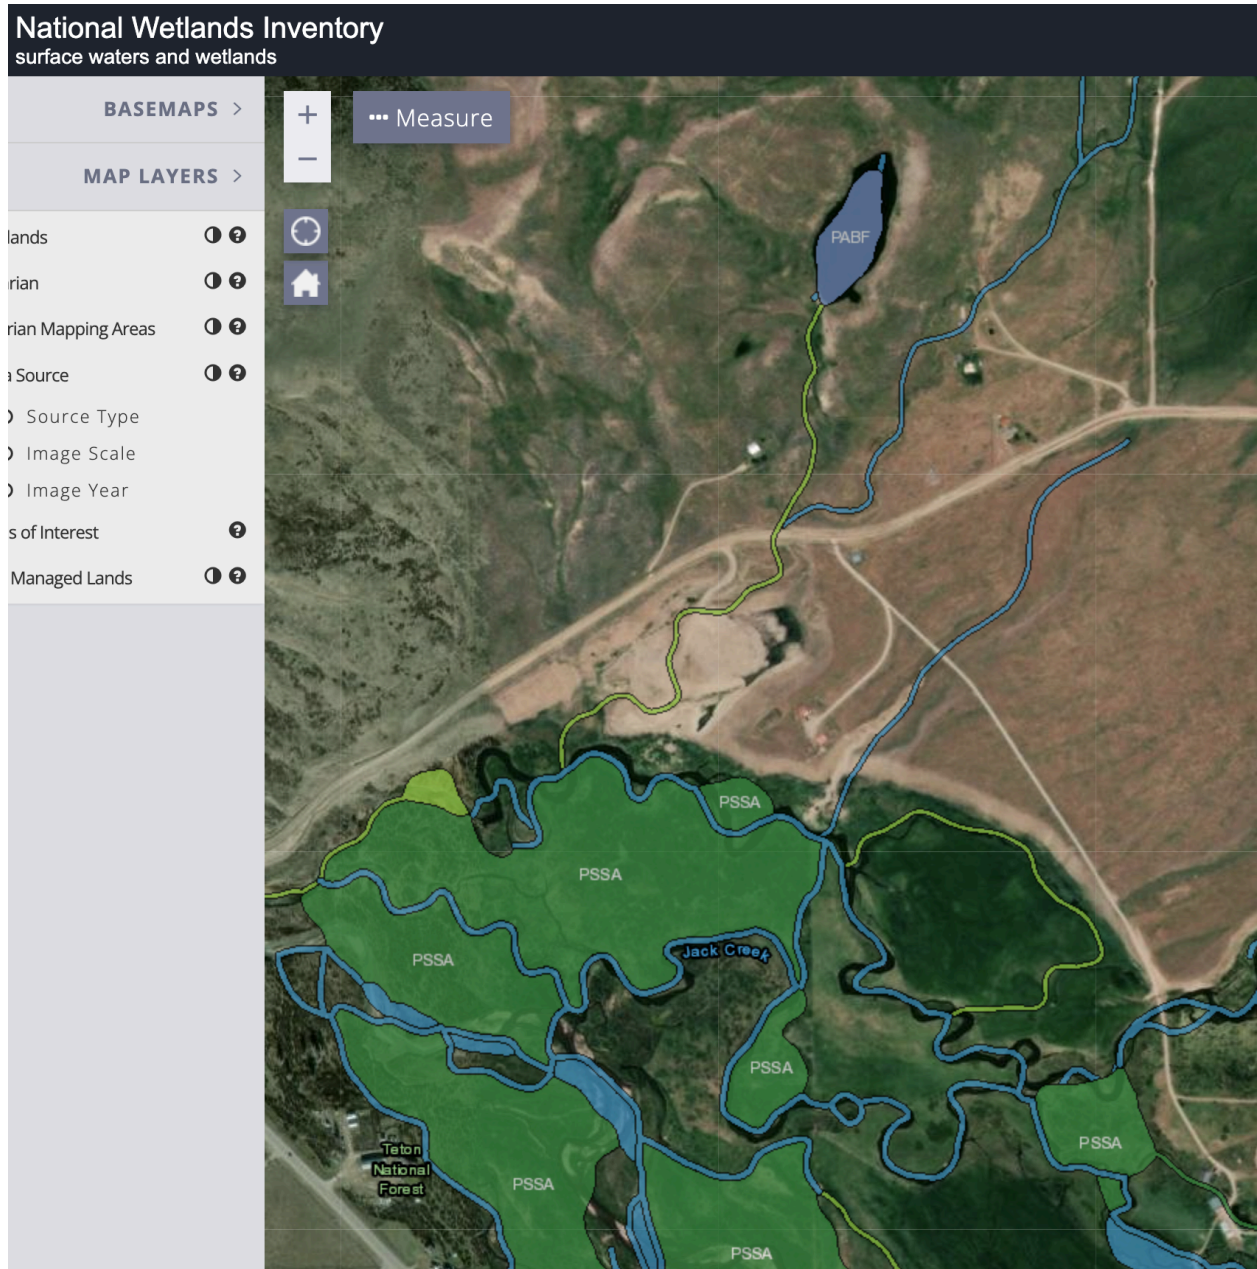 National Wetlands Inventory
surface waters and wetlands
BASEMAPS >
MAP LAYERS >
lands
rian
rian Mapping Areas
a Source
Source Type
Image Scale
Image Year
s of Interest
Managed Lands
+
−
••• Measure
PABF
PSSA
PSSA
PSSA
Jack Creek
PSSA
PSSA
Teton
National
Forest
PSSA
PSSA